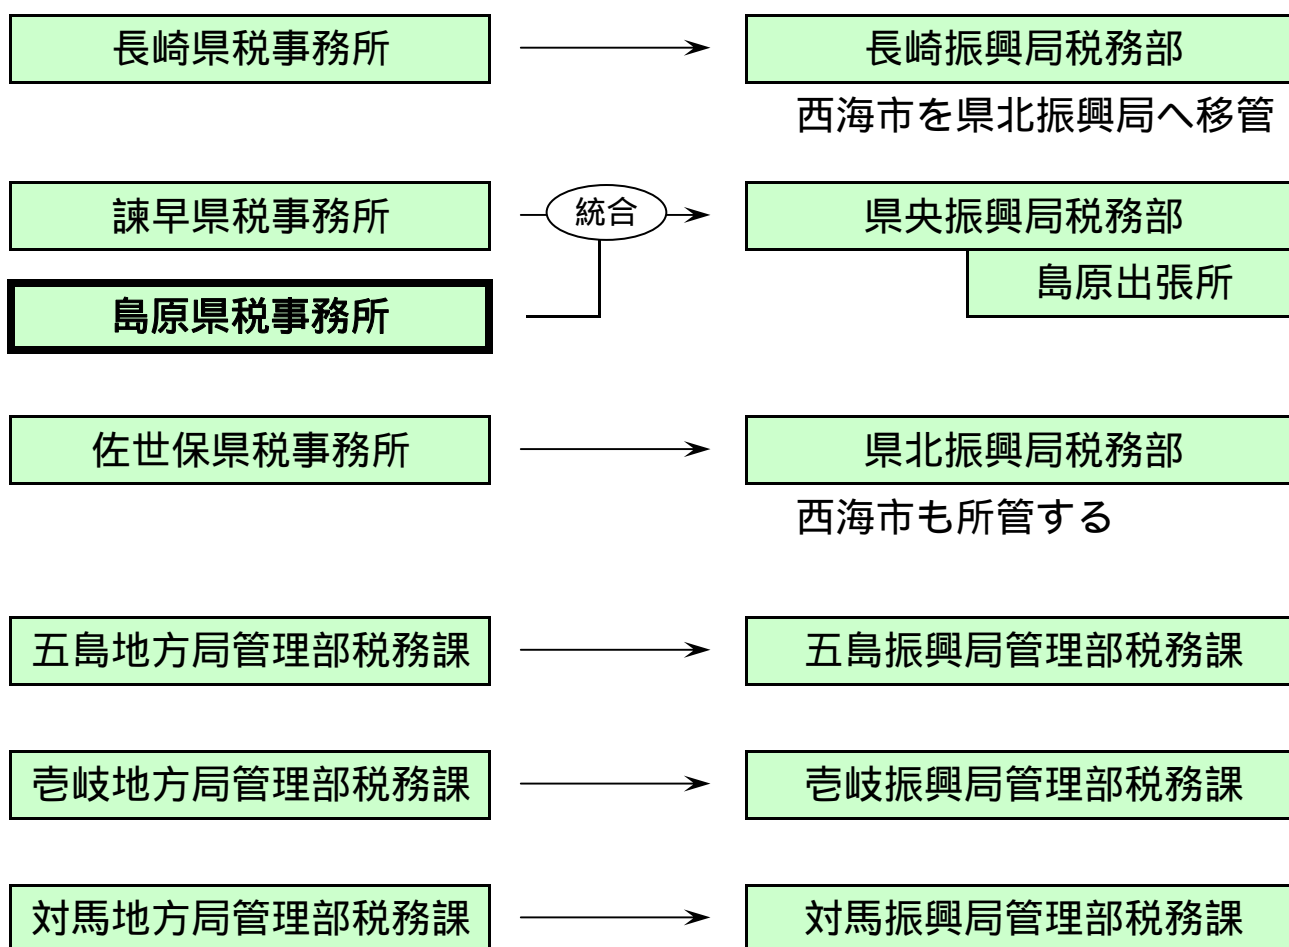 長崎県税事務所
長崎振興局税務部
西海市を県北振興局へ移管
諫早県税事務所
統合
県央振興局税務部
島原出張所
島原県税事務所
佐世保県税事務所
県北振興局税務部
西海市も所管する
五島地方局管理部税務課
五島振興局管理部税務課
壱岐地方局管理部税務課
壱岐振興局管理部税務課
対馬地方局管理部税務課
対馬振興局管理部税務課